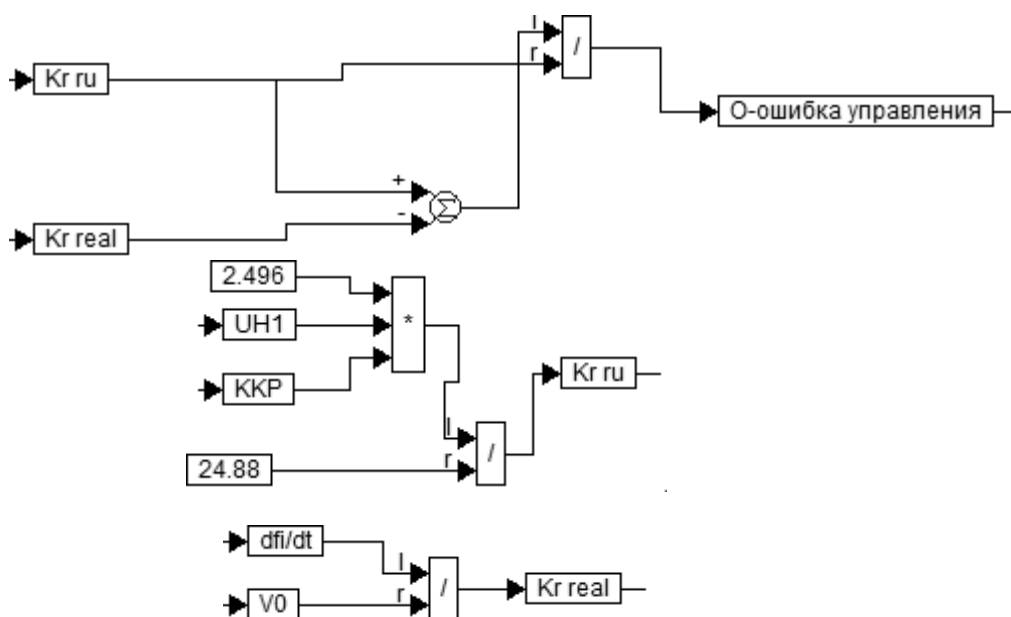 l
r
/
Kr ru
О-ошибка управления
+
Σ
-
Kr real
2.496
UH1
*
KKP
Kr ru
l
r
/
24.88
dfi/dt
l
r
/
Kr real
V0